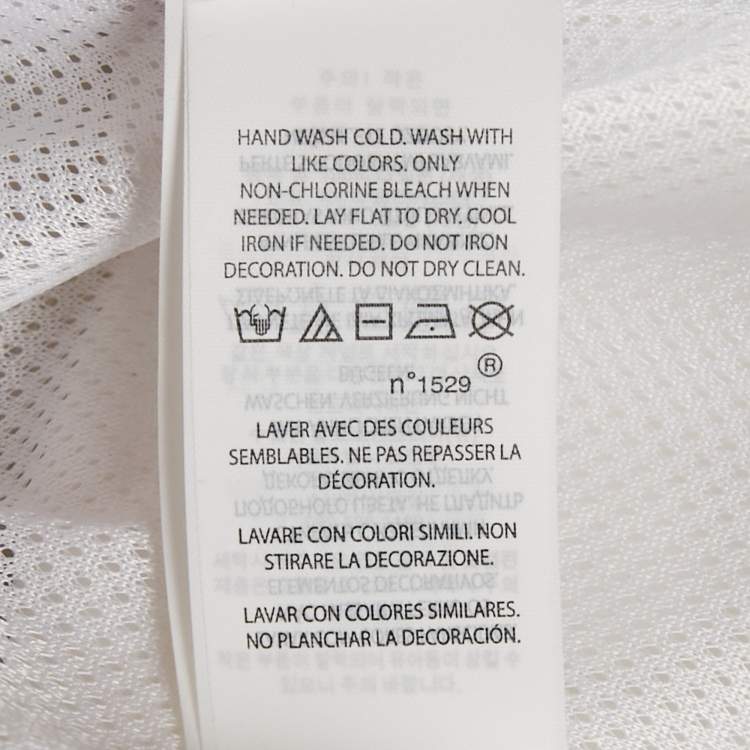 HAND WASH COLD. WASH WITH
LIKE COLORS. ONLY
NON-CHLORINE BLEACH WHEN
NEEDED. LAY FLAT TO DRY. COOL
IRON IF NEEDED. DO NOT IRON
DECORATION. DO NOT DRY CLEAN.
n°1529®
LAVER AVEC DES COULEURS
SEMBLABLES. NE PAS REPASSER LA
DÉCORATION.
LAVARE CON COLORI SIMILI. NON
STIRARE LA DECORAZIONE.
LAVAR CON COLORES SIMILARES.
NO PLANCHAR LA DECORACIÓN.